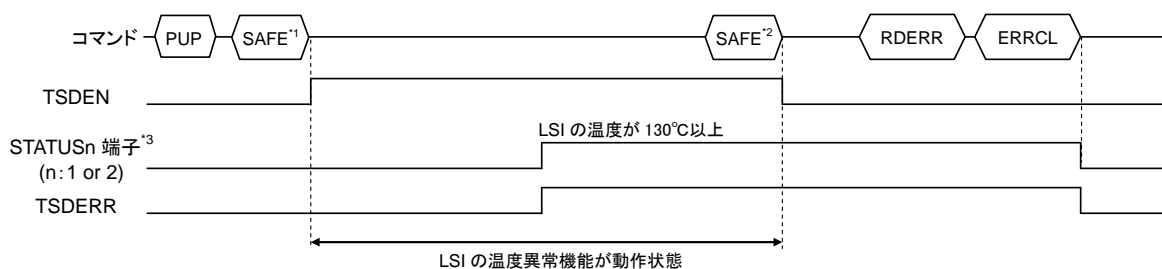 コマンド PUP SAFE*1 SAFE*2 RDERR ERRCL
TSDEN
LSI の温度が 130℃以上
STATUSn 端子*3
(n：1 or 2)
TSDERR
LSI の温度異常機能が動作状態